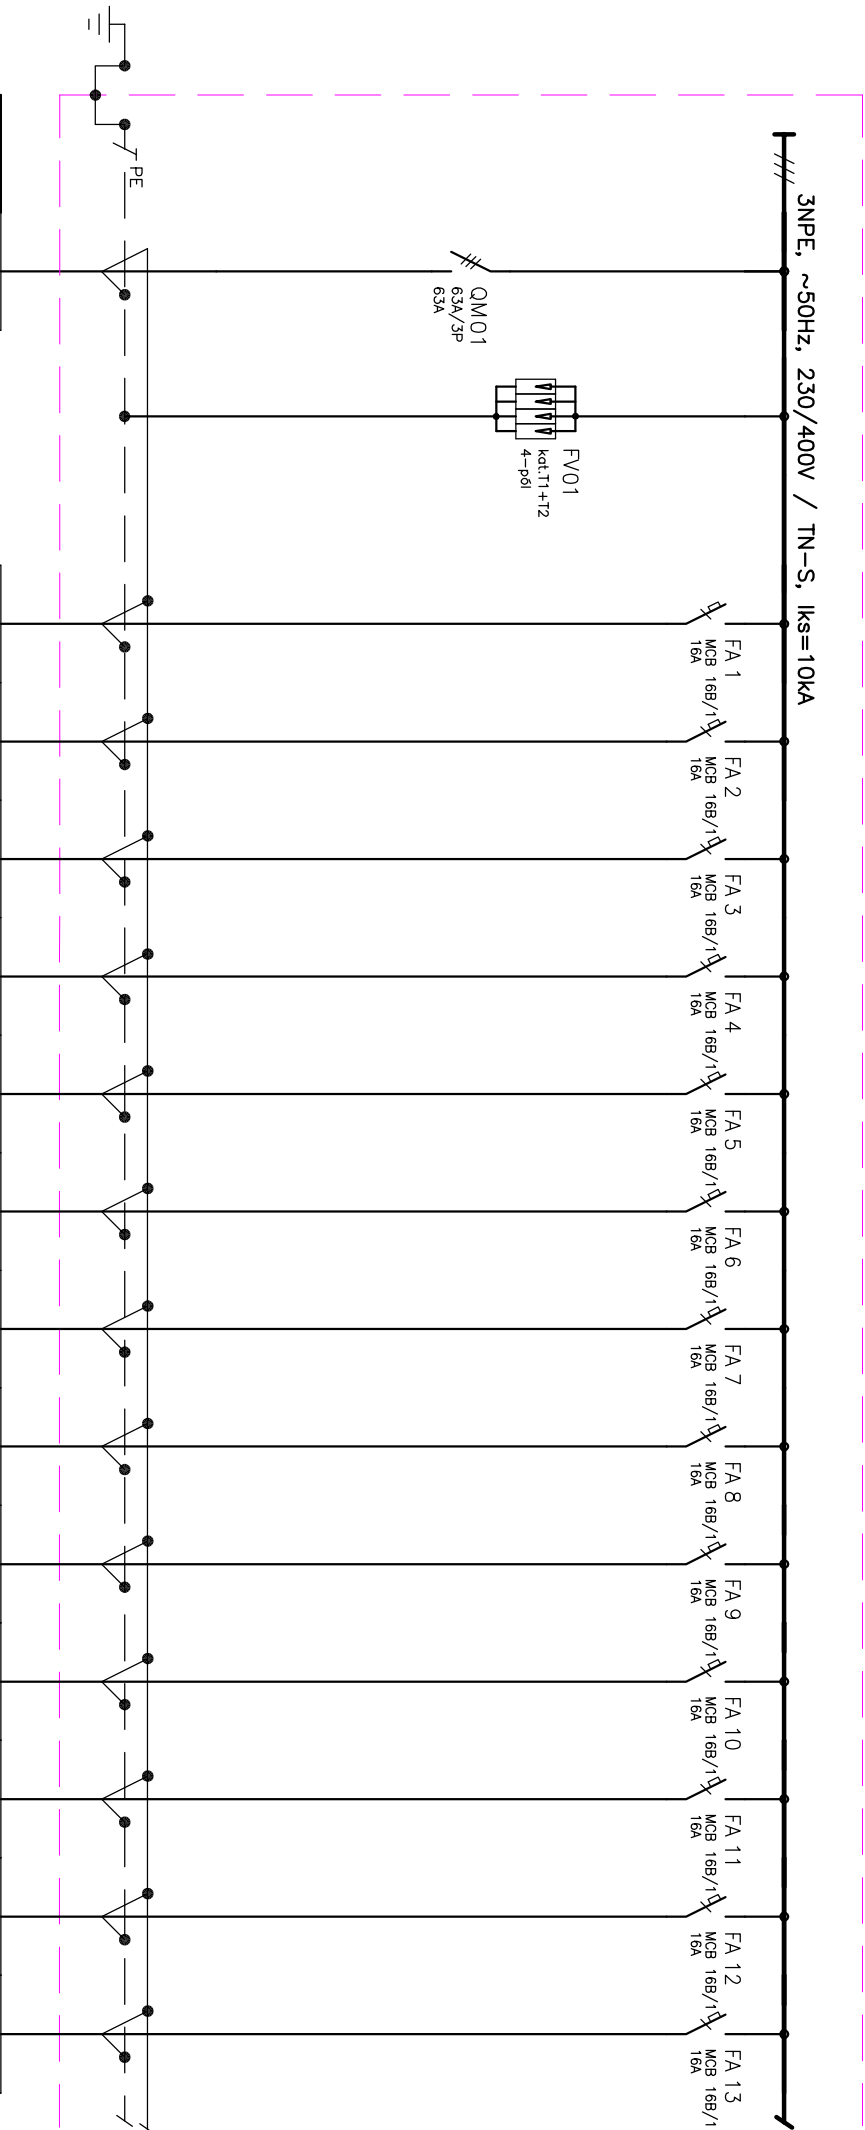 3NPE, ~50Hz, 230/400V / TN-S, Iks=10kA
PE
QM01
63A/3P
63A
FV01
kat.T1+T2
4-pól
FA 1
MCB 16B/1
16A
FA 2
MCB 16B/1
16A
FA 3
MCB 16B/1
16A
FA 4
MCB 16B/1
16A
FA 5
MCB 16B/1
16A
FA 6
MCB 16B/1
16A
FA 7
MCB 16B/1
16A
FA 8
MCB 16B/1
16A
FA 9
MCB 16B/1
16A
FA 10
MCB 16B/1
16A
FA 11
MCB 16B/1
16A
FA 12
MCB 16B/1
16A
FA 13
MCB 16B/1
16A